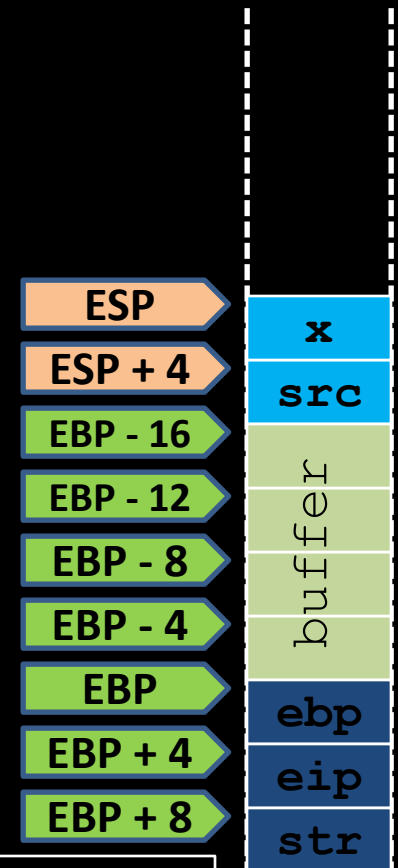 ESP
x
ESP + 4
src
EBP - 16
EBP - 12
EBP - 8
EBP - 4
buffer
EBP
ebp
EBP + 4
eip
EBP + 8
str